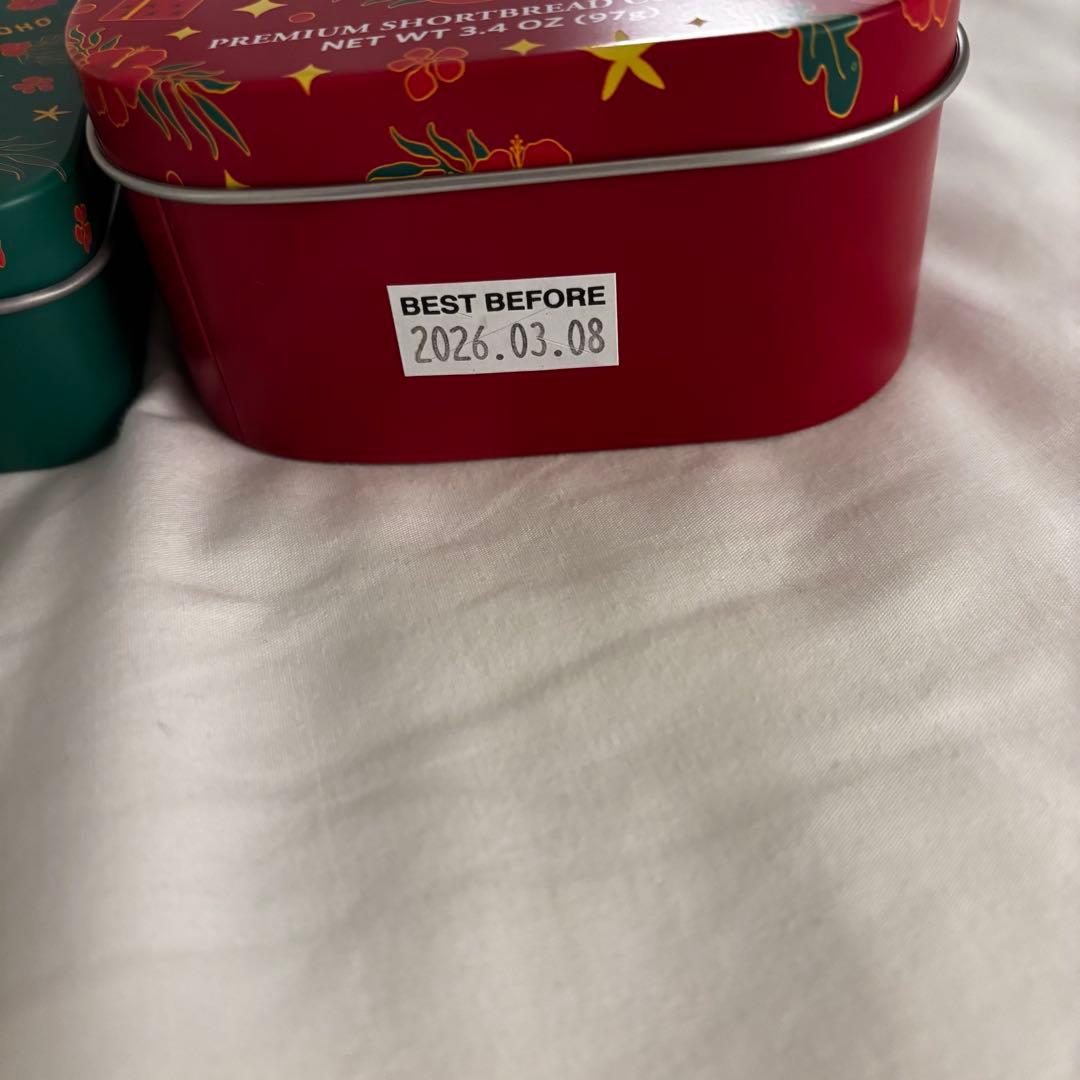 PREMIUM SHORTBREAD
NET WT 3.4 OZ (97g)
BEST BEFORE
2026.03.08